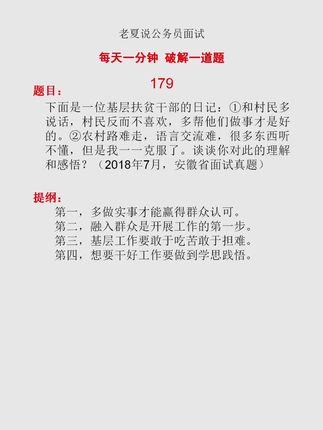 老夏说公务员面试
每天一分钟 破解一道题
179
题目：
下面是一位基层扶贫干部的日记：①和村民多
说话，村民反而不喜欢，多帮他们做事才是好
的。②农村路难走，语言交流难，很多东西听
不懂，但是我一一克服了。谈谈你对此的理解
和感悟？（2018年7月，安徽省面试真题）
提纲：
第一，多做实事才能赢得群众认可。
第二，融入群众是开展工作的第一步。
第三，基层工作要敢于吃苦敢于担难。
第四，想要干好工作要做到学思践悟。